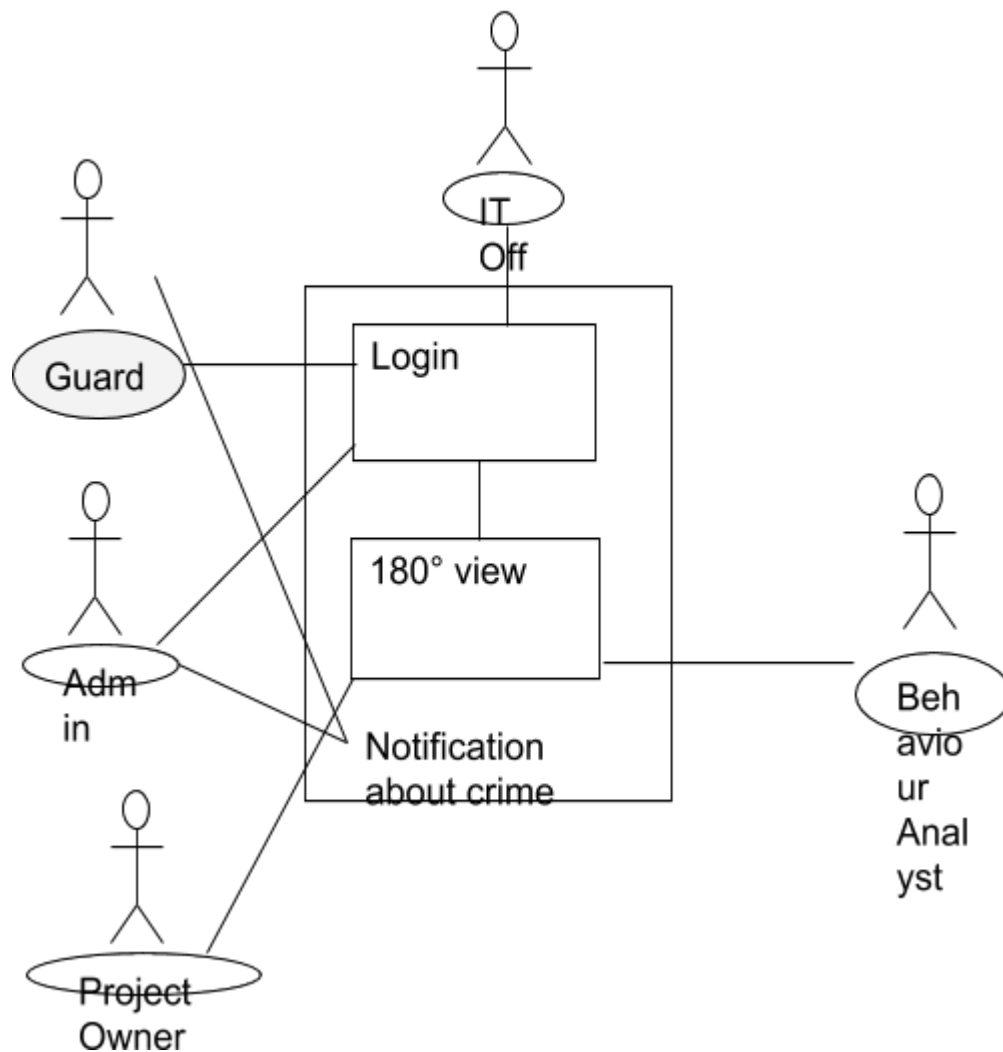 IT
Off
Guard
Login
180° view
Adm
in
Notification
about crime
Beh
avio
ur
Anal
yst
Project
Owner